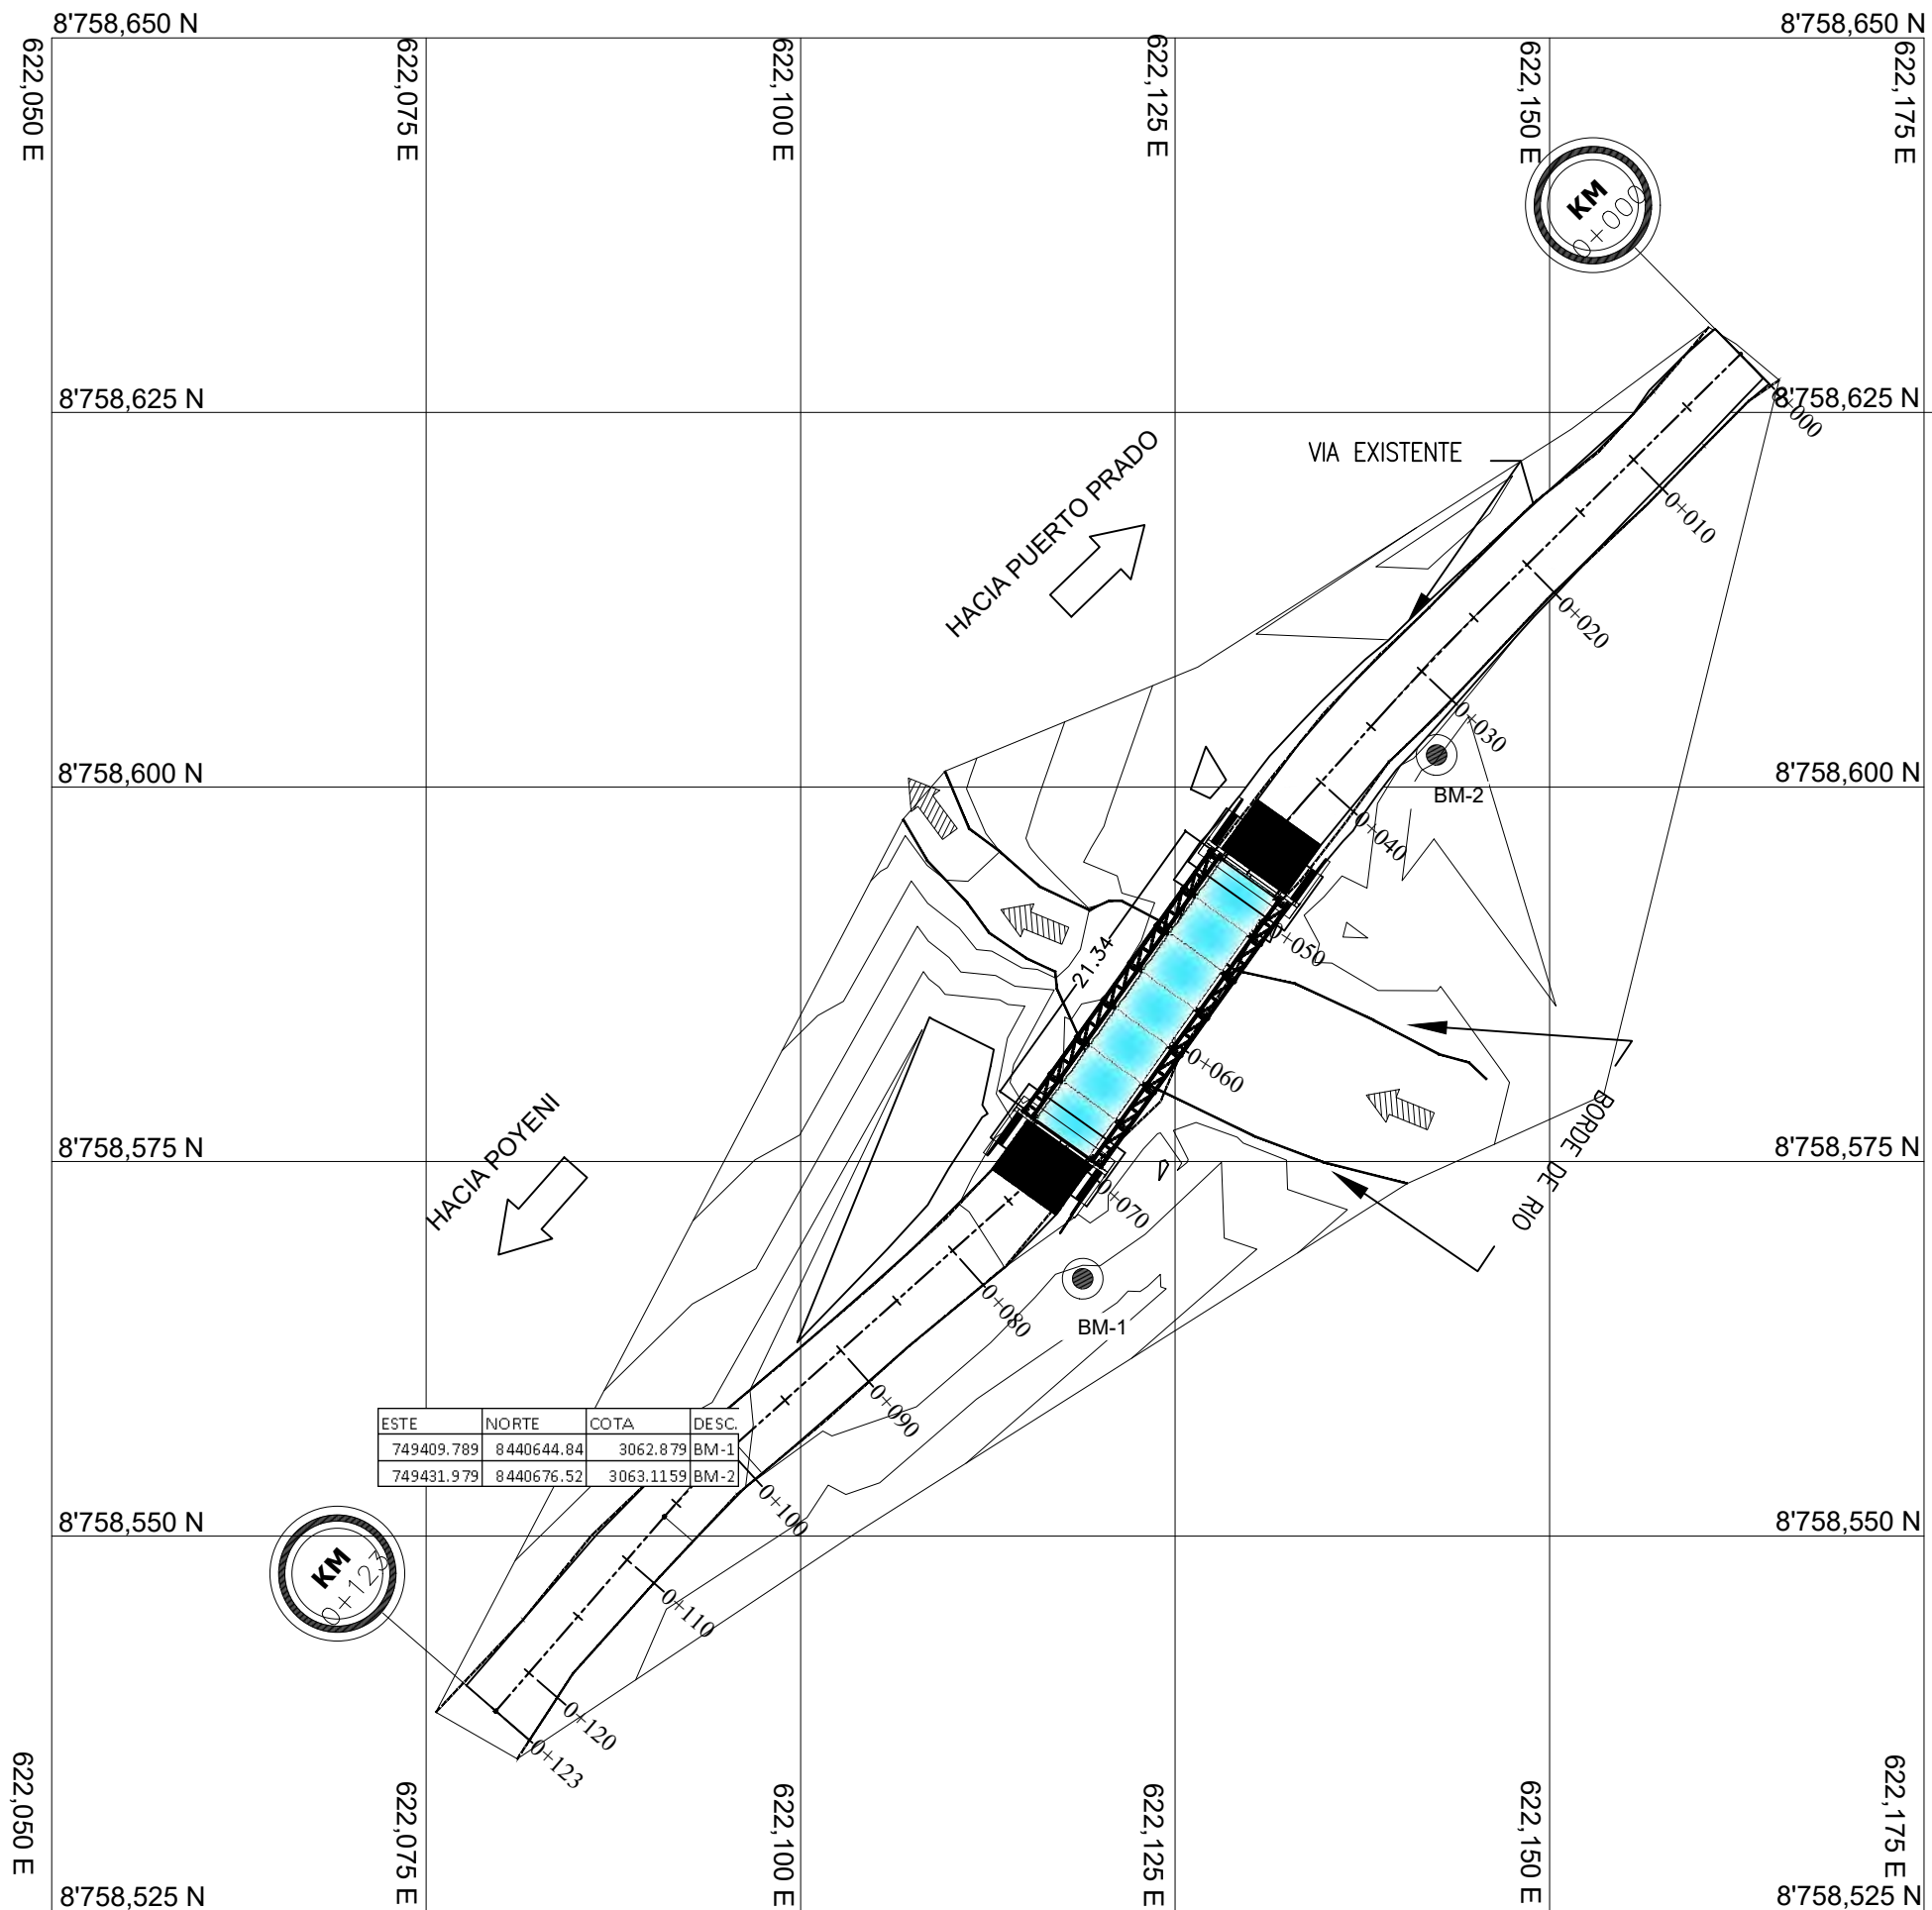 8'758,650 N
8'758,650 N
622,050 E
622,075 E
622,100 E
622,125 E
622,150 E
622,175 E
KM
0+000
8'758,625 N
8'758,625 N
0+000
VIA EXISTENTE
HACIA PUERTO PRADO
0+010
0+020
0+030
8'758,600 N
8'758,600 N
BM-2
0+040
0+050
21.34
0+060
BORDE DE RIO
HACIA POYENI
8'758,575 N
8'758,575 N
0+070
0+080
BM-1
0+090
ESTE NORTE COTA DESC.
749409.789 8440644.84 3062.879 BM-1
749431.979 8440676.52 3063.1159 BM-2
0+100
8'758,550 N
8'758,550 N
KM
0+123
0+110
0+120
0+123
622,050 E
622,075 E
622,100 E
622,125 E
622,150 E
622,175 E
8'758,525 N
8'758,525 N